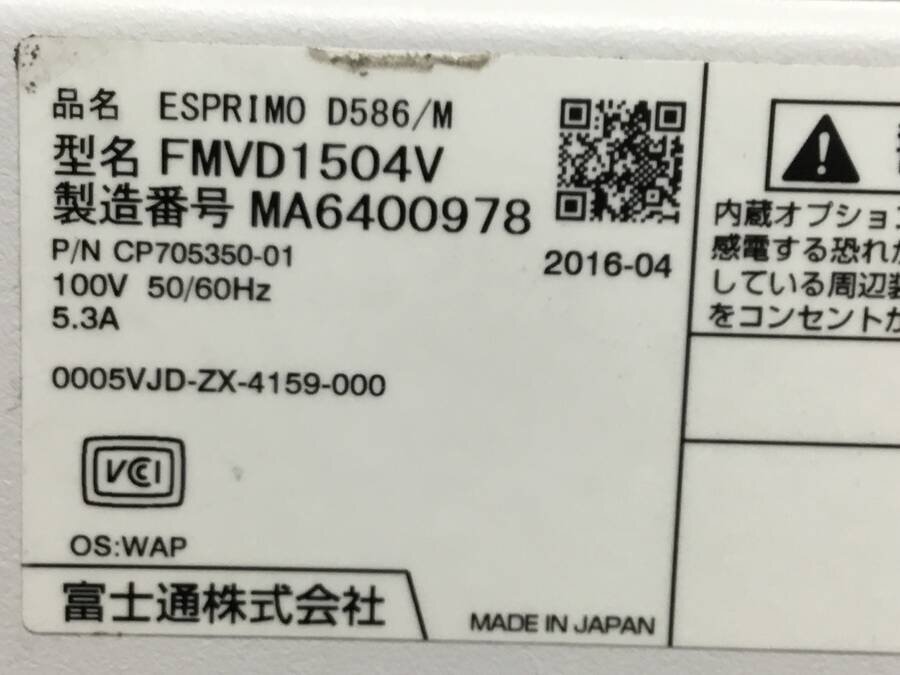 品名 ESPRIMO D586/M
型名 FMVD1504V
製造番号 MA6400978
P/N CP705350-01
2016-04
100V 50/60Hz
5.3A
0005VJD-ZX-4159-000
VCI
OS:WAP
富士通株式会社
MADE IN JAPAN
内蔵オプション
感電する恐れが
している周辺装
をコンセントか